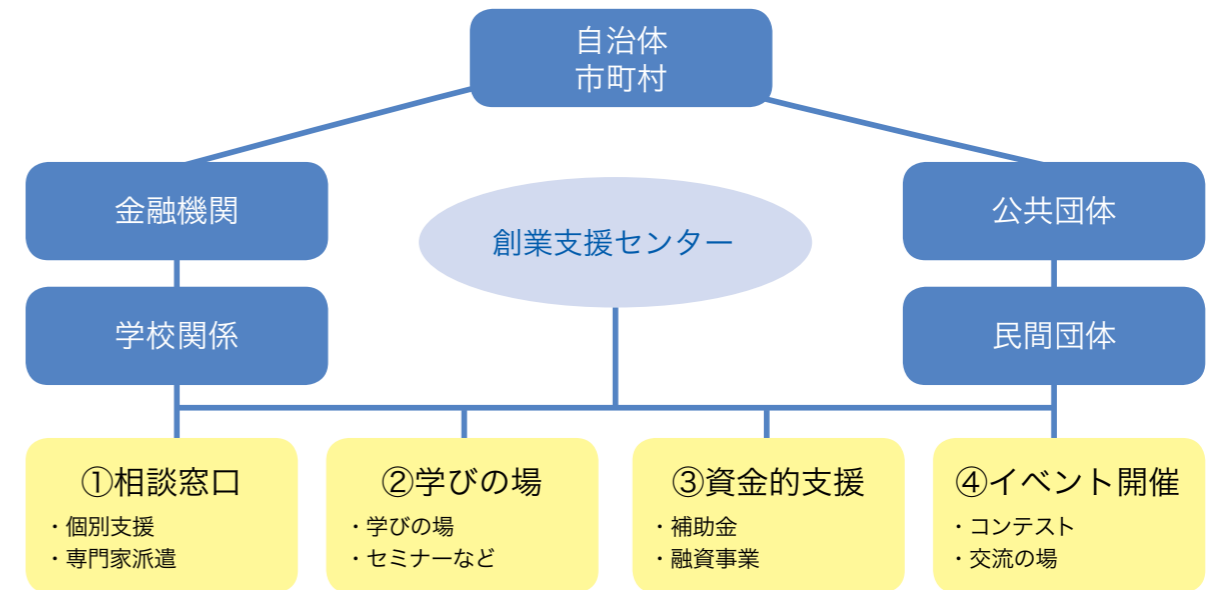 自治体
市町村
金融機関
創業支援センター
公共団体
学校関係
民間団体
①相談窓口
・個別支援
・専門家派遣
②学びの場
・学びの場
・セミナーなど
③資金的支援
・補助金
・融資事業
④イベント開催
・コンテスト
・交流の場